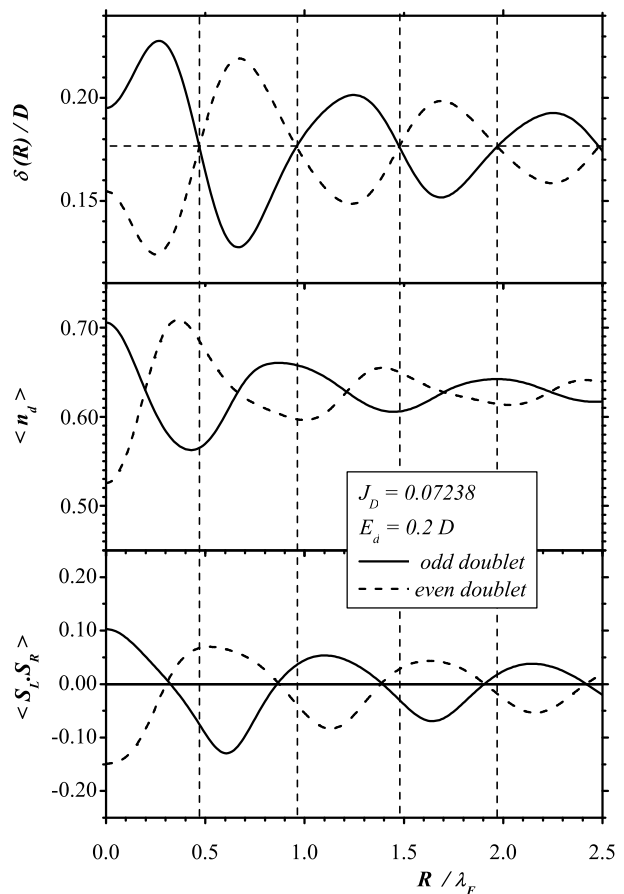 δ(R) / D
0.20
0.15
< n_d >
0.70
0.60
0.50
J_D = 0.07238
E_d = 0.2 D
odd doublet
even doublet
< S_L.S_R >
0.20
0.10
0.00
-0.10
-0.20
0.0 0.5 1.0 1.5 2.0 2.5
R / λ_F